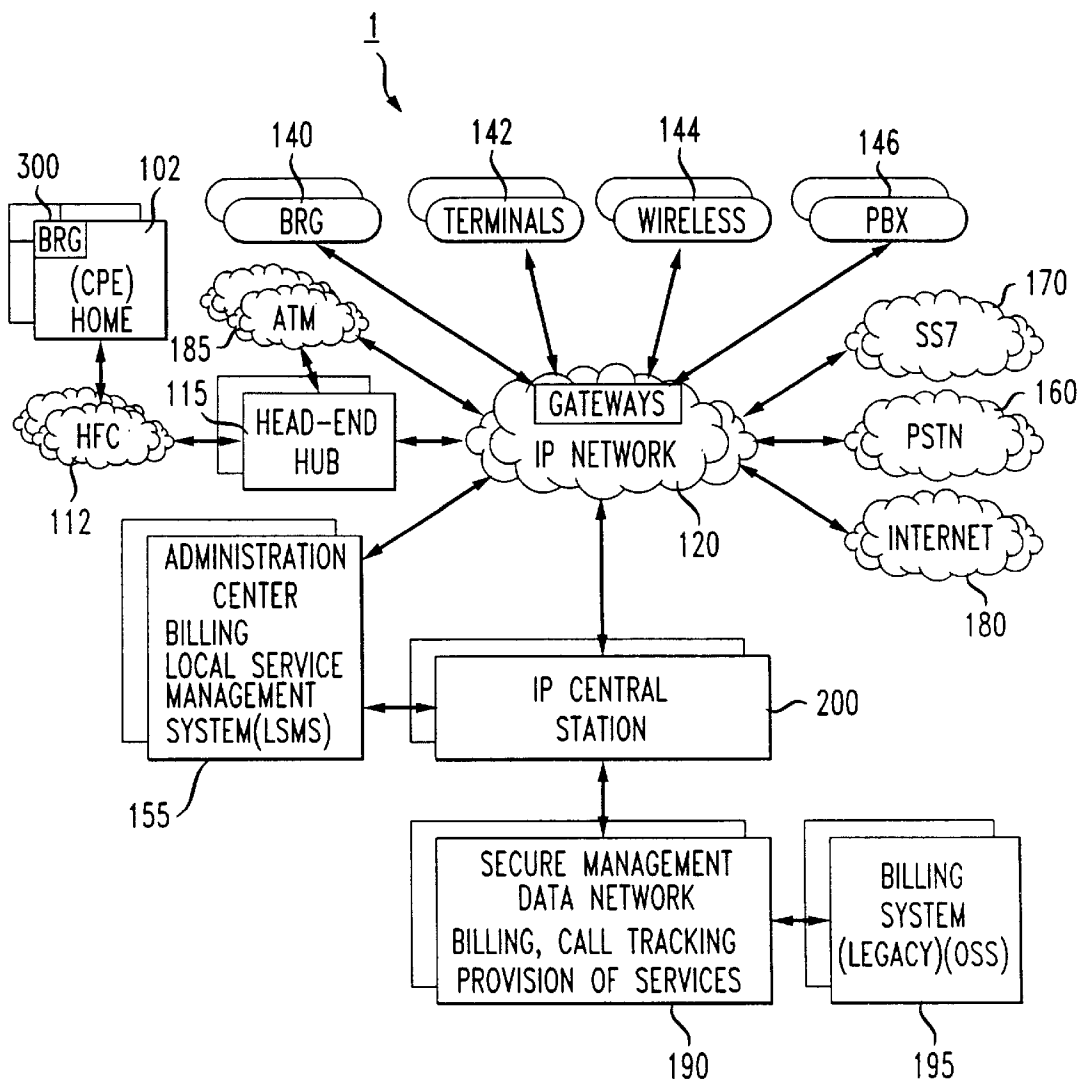 1
140
142
144
146
300
102
BRG
TERMINALS
WIRELESS
PBX
BRG
(CPE)
HOME
ATM
185
170
SS7
115
HEAD-END
HUB
GATEWAYS
IP NETWORK
160
PSTN
HFC
112
120
INTERNET
180
ADMINISTRATION
CENTER
BILLING
LOCAL SERVICE
MANAGEMENT
SYSTEM(LSMS)
155
IP CENTRAL
STATION
200
SECURE MANAGEMENT
DATA NETWORK
BILLING, CALL TRACKING
PROVISION OF SERVICES
190
BILLING
SYSTEM
(LEGACY)(OSS)
195